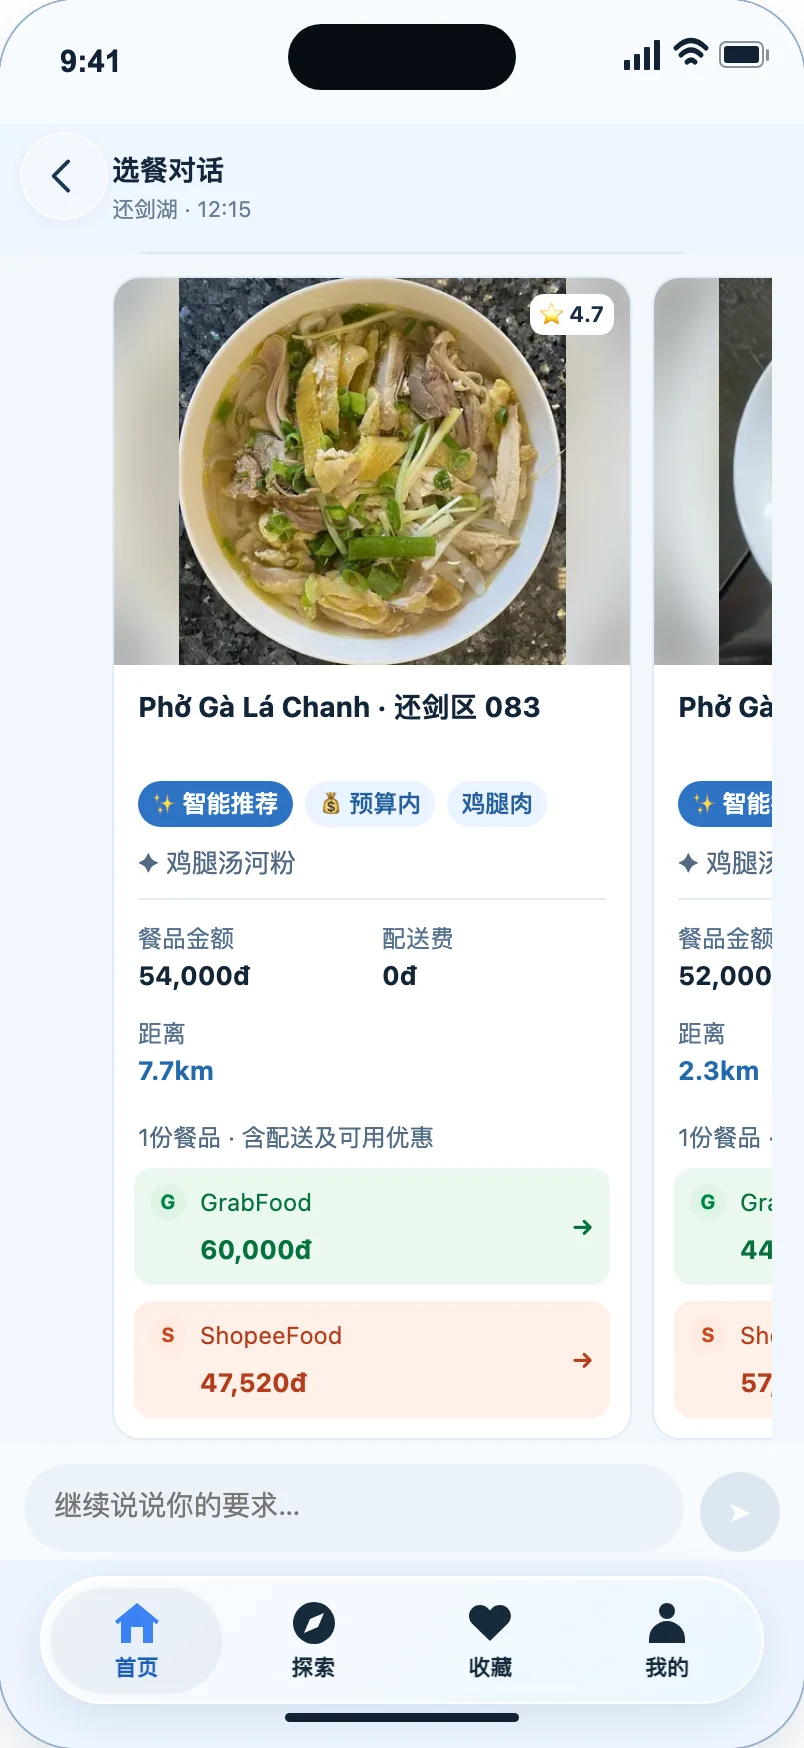 9:41
选餐对话
还剑湖 · 12:15
4.7
Phở Gà Lá Chanh · 还剑区 083
智能推荐
预算内
鸡腿肉
鸡腿汤河粉
餐品金额
配送费
54,000đ
0đ
距离
7.7km
1份餐品 · 含配送及可用优惠
G GrabFood
60,000đ
S ShopeeFood
47,520đ
Phở Gà
智能
鸡腿汤
餐品金额
52,000
距离
2.3km
1份餐品 ·
G Gra
44
S Sh
57,
继续说说你的要求...
首页
探索
收藏
我的